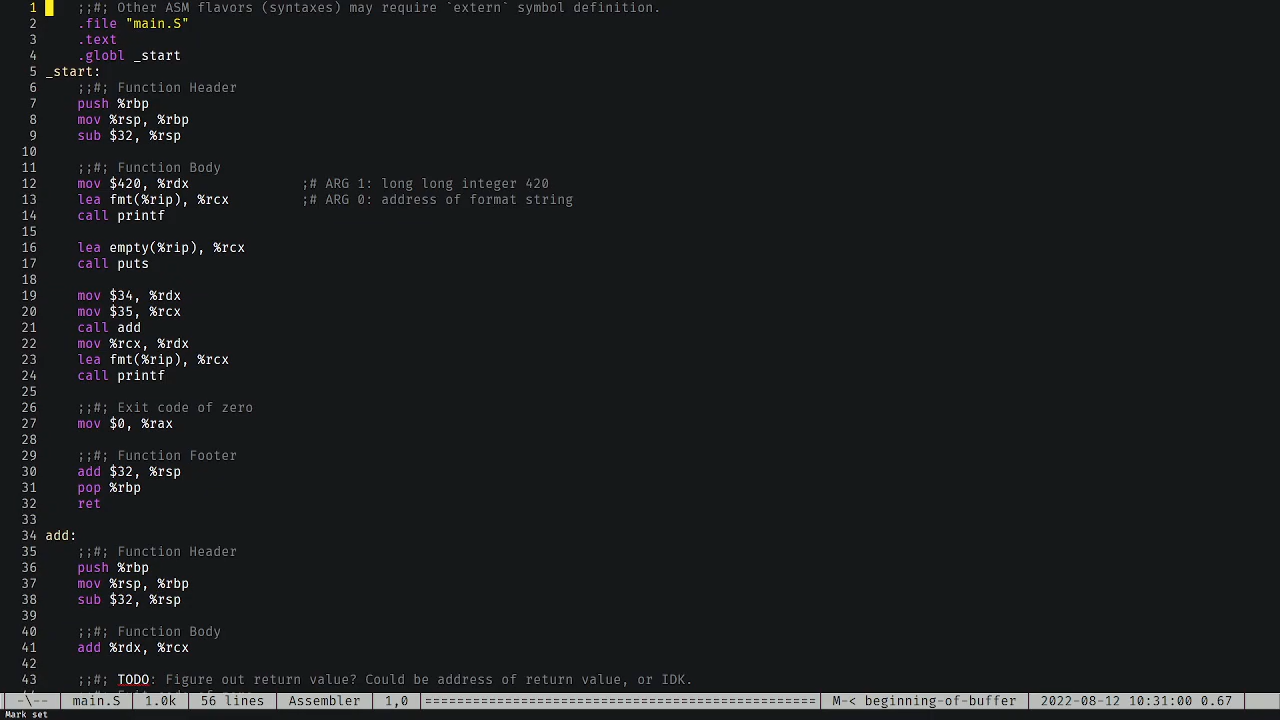 1 ;;#; Other ASM flavors (syntaxes) may require `extern` symbol definition.
2 .file "main.S"
3 .text
4 .globl _start
5 _start:
6 ;;#; Function Header
7 push %rbp
8 mov %rsp, %rbp
9 sub $32, %rsp
10
11 ;;#; Function Body
12 mov $420, %rdx ;# ARG 1: long long integer 420
13 lea fmt(%rip), %rcx ;# ARG 0: address of format string
14 call printf
15
16 lea empty(%rip), %rcx
17 call puts
18
19 mov $34, %rdx
20 mov $35, %rcx
21 call add
22 mov %rcx, %rdx
23 lea fmt(%rip), %rcx
24 call printf
25
26 ;;#; Exit code of zero
27 mov $0, %rax
28
29 ;;#; Function Footer
30 add $32, %rsp
31 pop %rbp
32 ret
33
34 add:
35 ;;#; Function Header
36 push %rbp
37 mov %rsp, %rbp
38 sub $32, %rsp
39
40 ;;#; Function Body
41 add %rdx, %rcx
42
43 ;;#; TODO: Figure out return value? Could be address of return value, or IDK.
-\-- main.S 1.0k 56 lines Assembler 1,0 ================================================= M-< beginning-of-buffer 2022-08-12 10:31:00 0.67
Mark set